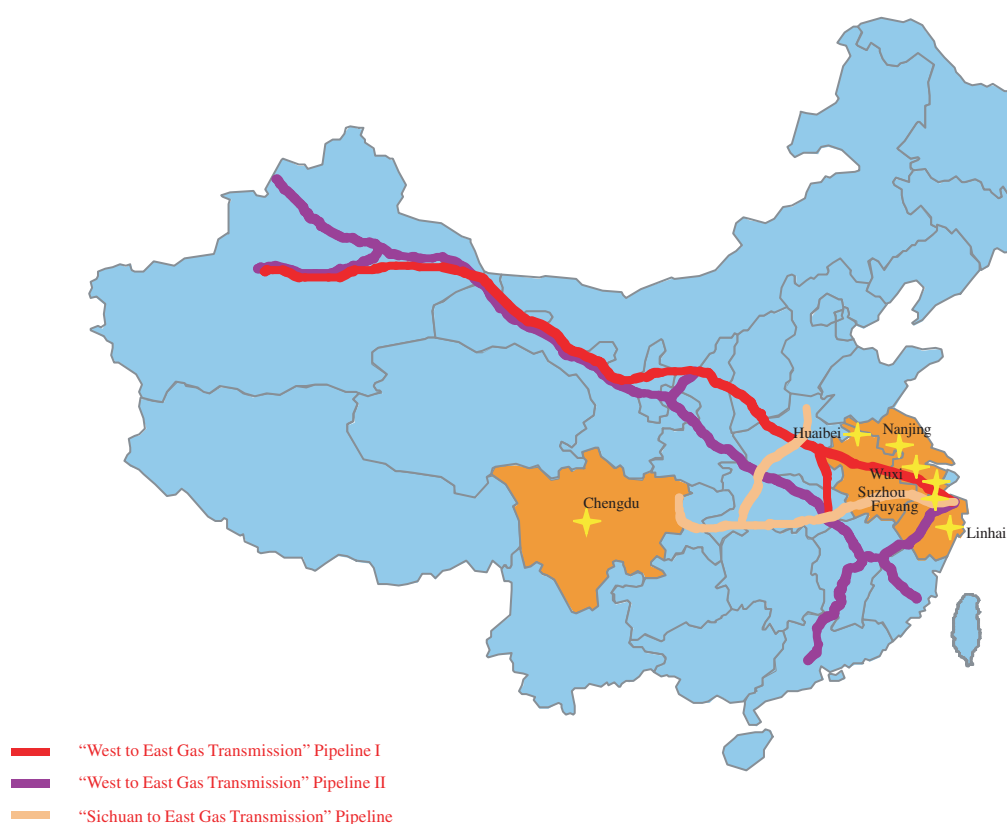 Huaibei
Nanjing
Wuxi
Suzhou
Fuyang
Chengdu
Linhai
“West to East Gas Transmission” Pipeline I
“West to East Gas Transmission” Pipeline II
“Sichuan to East Gas Transmission” Pipeline